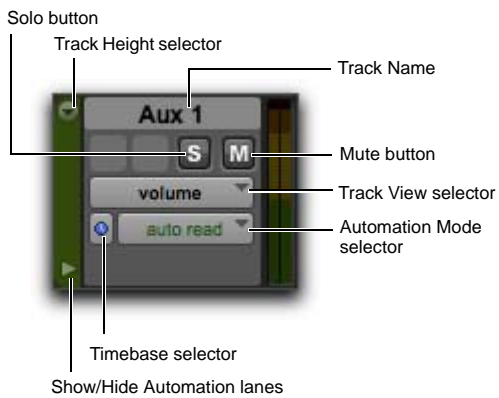 Solo button
Track Height selector
Track Name
Aux 1
S M
Mute button
volume
Track View selector
auto read
Automation Mode
selector
Timebase selector
Show/Hide Automation lanes